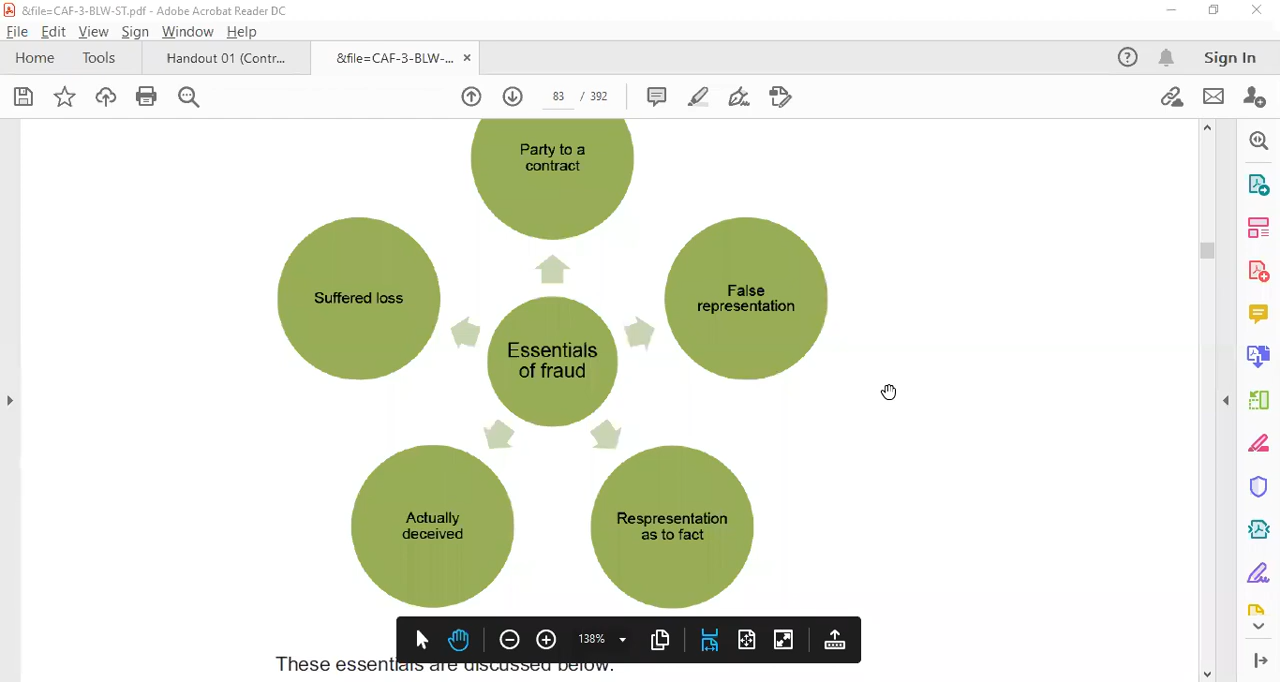 &file=CAF-3-BLW-ST.pdf - Adobe Acrobat Reader DC
File Edit View Sign Window Help
Home Tools Handout 01 (Contr... &file=CAF-3-BLW-... × Sign In
83 / 392
Party to a
contract
Suffered loss
False
representation
Essentials
of fraud
Actually
deceived
Respresentation
as to fact
138%
These essentials are discussed below: